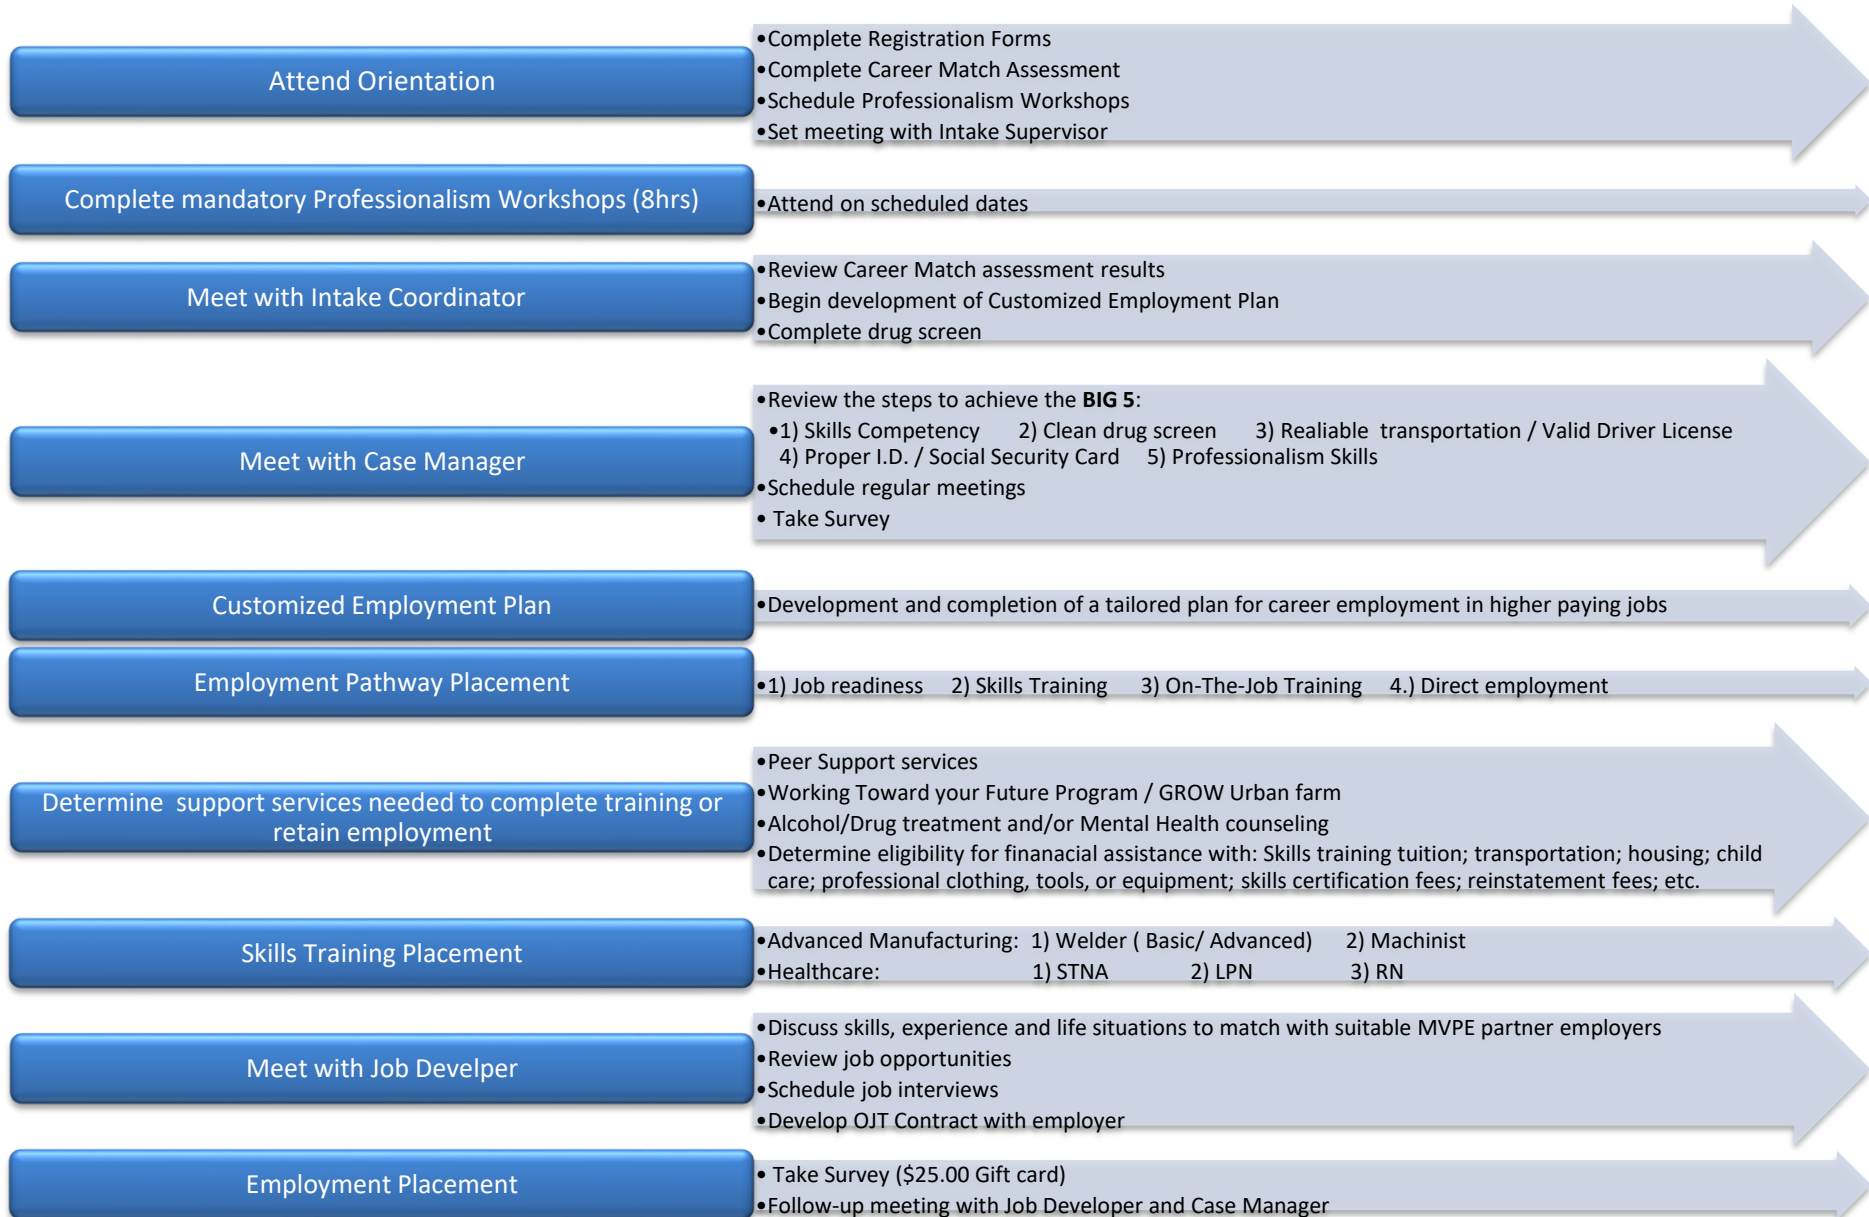 Attend Orientation
•Complete Registration Forms
•Complete Career Match Assessment
•Schedule Professionalism Workshops
•Set meeting with Intake Supervisor
Complete mandatory Professionalism Workshops (8hrs)
•Attend on scheduled dates
Meet with Intake Coordinator
•Review Career Match assessment results
•Begin development of Customized Employment Plan
•Complete drug screen
Meet with Case Manager
•Review the steps to achieve the BIG 5:
•1) Skills Competency 2) Clean drug screen 3) Realiable transportation / Valid Driver License
4) Proper I.D. / Social Security Card 5) Professionalism Skills
•Schedule regular meetings
• Take Survey
Customized Employment Plan
•Development and completion of a tailored plan for career employment in higher paying jobs
Employment Pathway Placement
•1) Job readiness 2) Skills Training 3) On-The-Job Training 4.) Direct employment
Determine support services needed to complete training or
retain employment
•Peer Support services
•Working Toward your Future Program / GROW Urban farm
•Alcohol/Drug treatment and/or Mental Health counseling
•Determine eligibility for finanacial assistance with: Skills training tuition; transportation; housing; child
care; professional clothing, tools, or equipment; skills certification fees; reinstatement fees; etc.
Skills Training Placement
•Advanced Manufacturing: 1) Welder ( Basic/ Advanced) 2) Machinist
•Healthcare: 1) STNA 2) LPN 3) RN
Meet with Job Develper
•Discuss skills, experience and life situations to match with suitable MVPE partner employers
•Review job opportunities
•Schedule job interviews
•Develop OJT Contract with employer
Employment Placement
• Take Survey ($25.00 Gift card)
•Follow-up meeting with Job Developer and Case Manager